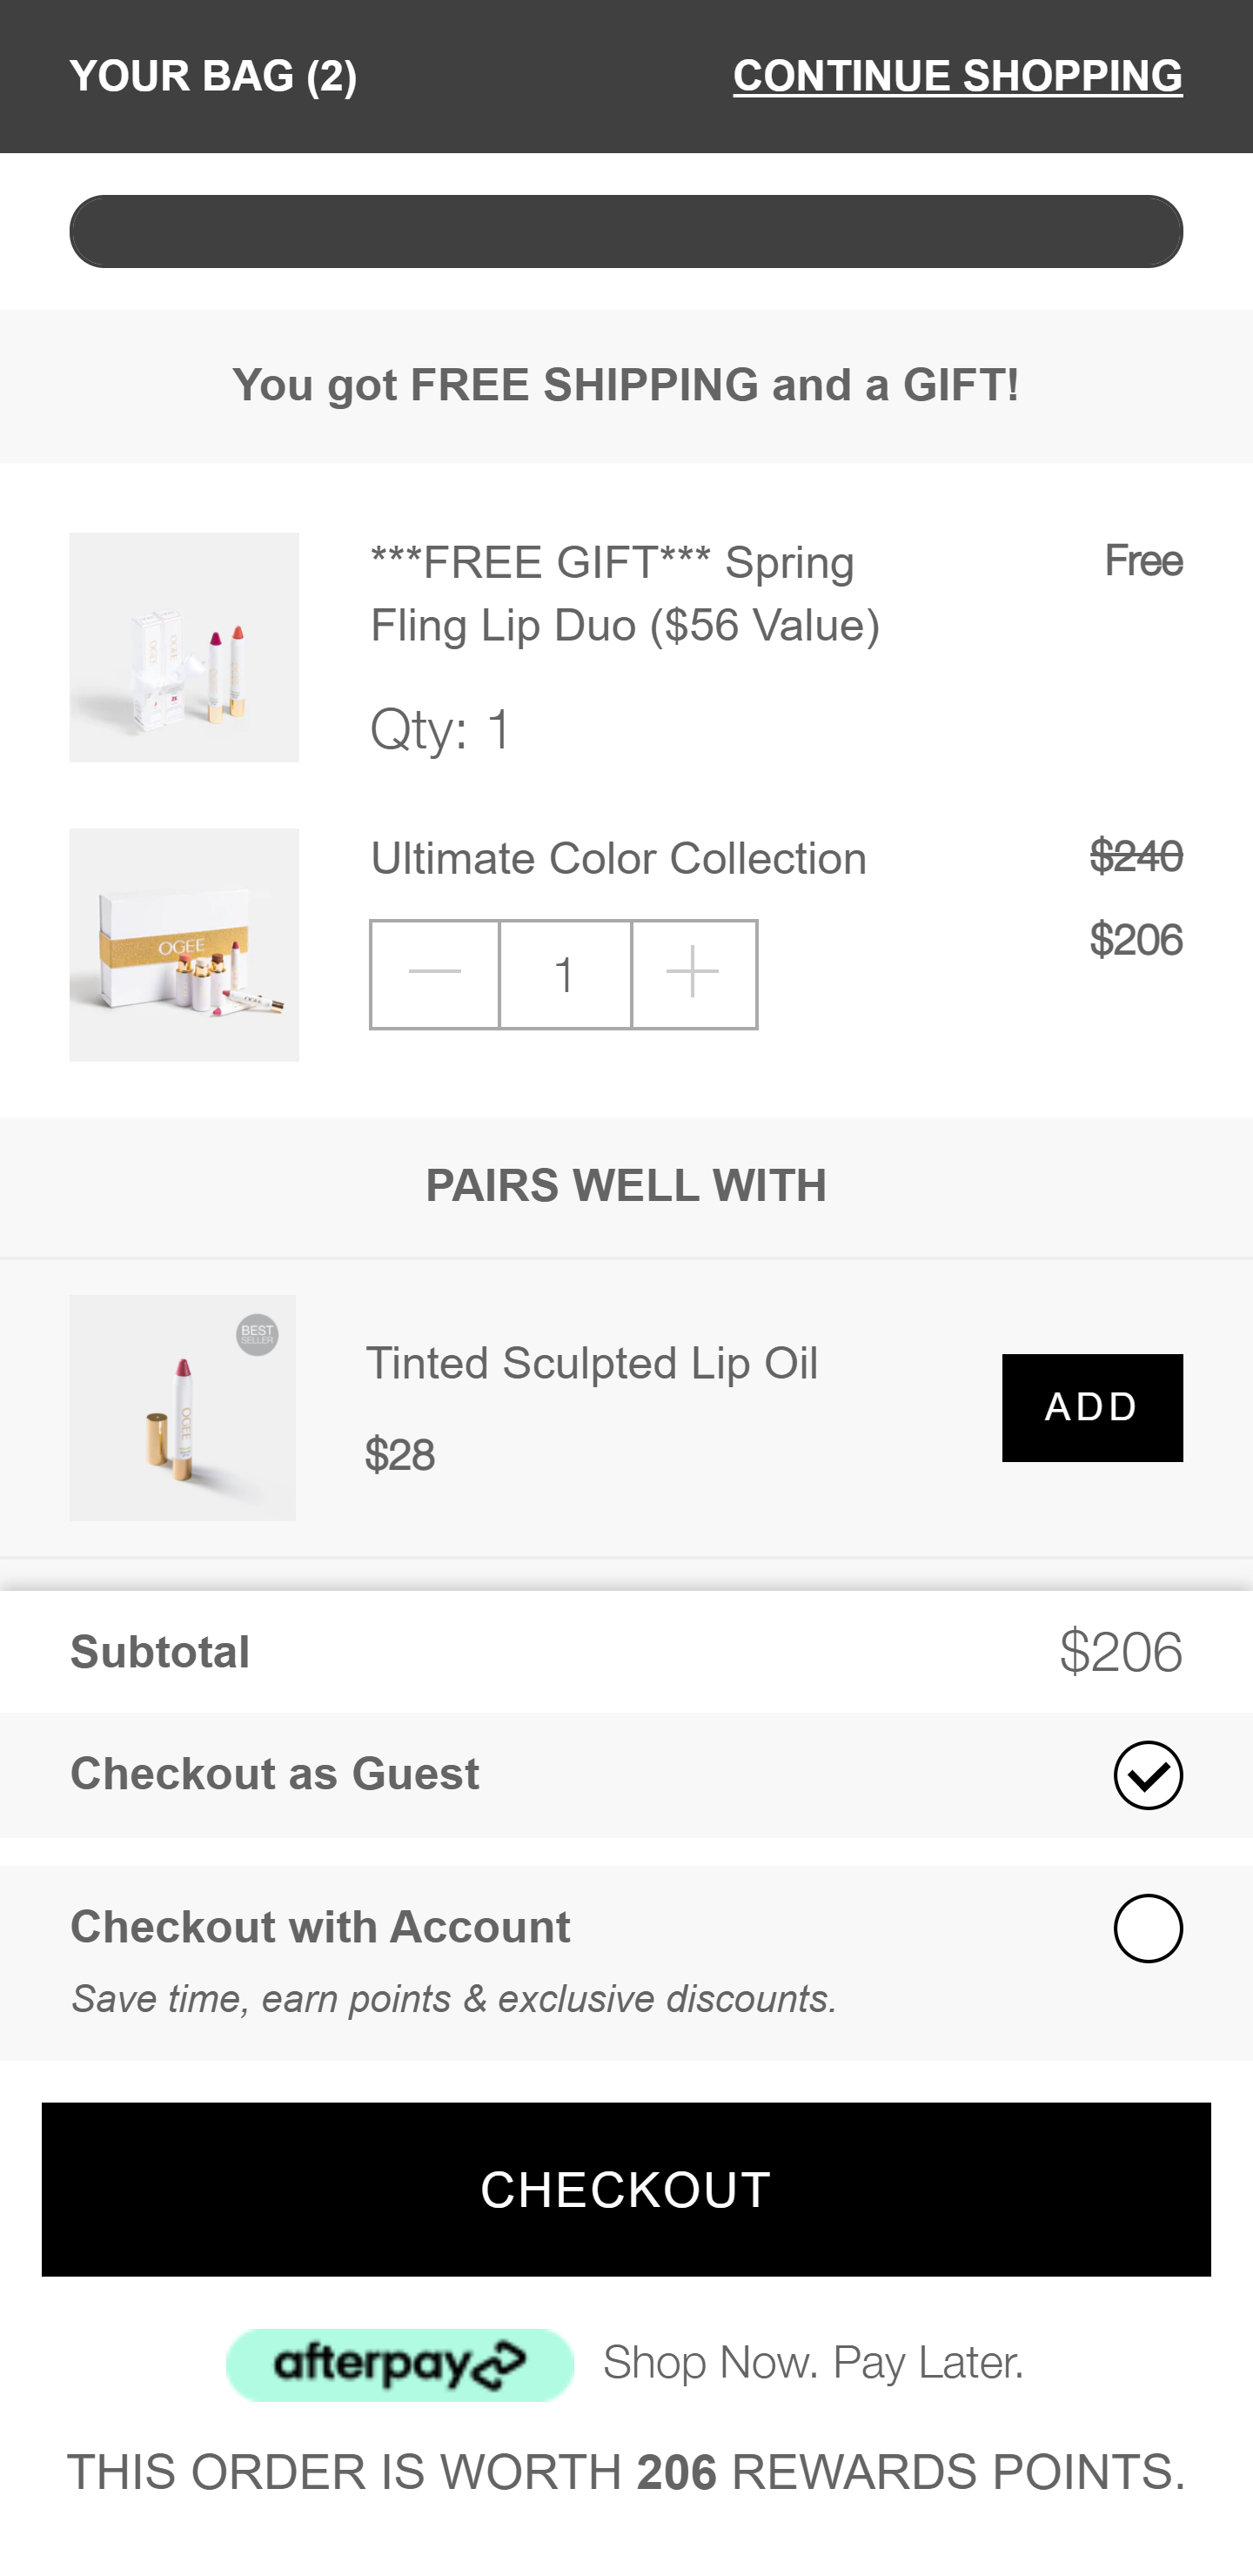 YOUR BAG (2)
CONTINUE SHOPPING
You got FREE SHIPPING and a GIFT!
***FREE GIFT*** Spring
Fling Lip Duo ($56 Value)
Free
Qty: 1
OGEE
Ultimate Color Collection
$240
$206
1
PAIRS WELL WITH
BEST
SELLER
OGEE
Tinted Sculpted Lip Oil
$28
ADD
Subtotal
$206
Checkout as Guest
Checkout with Account
Save time, earn points & exclusive discounts.
CHECKOUT
afterpay
Shop Now. Pay Later.
THIS ORDER IS WORTH 206 REWARDS POINTS.